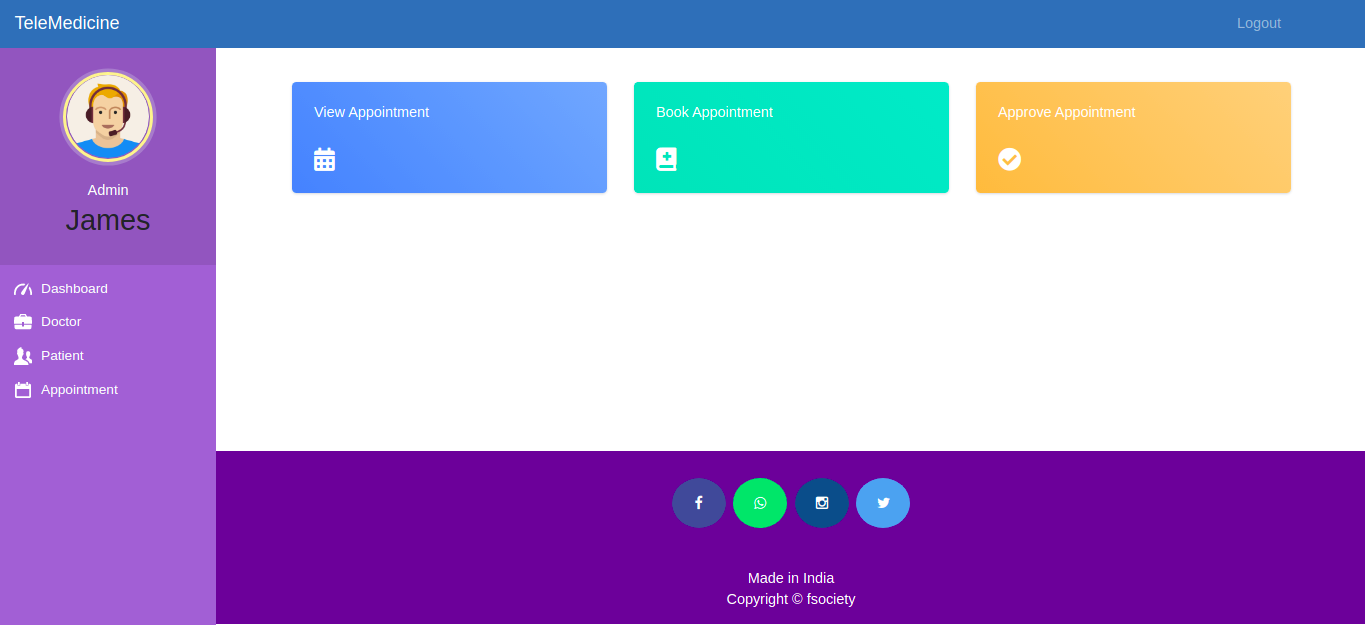 TeleMedicine
Logout
Admin
James
Dashboard
Doctor
Patient
Appointment
View Appointment
Book Appointment
Approve Appointment
Made in India
Copyright © fsociety